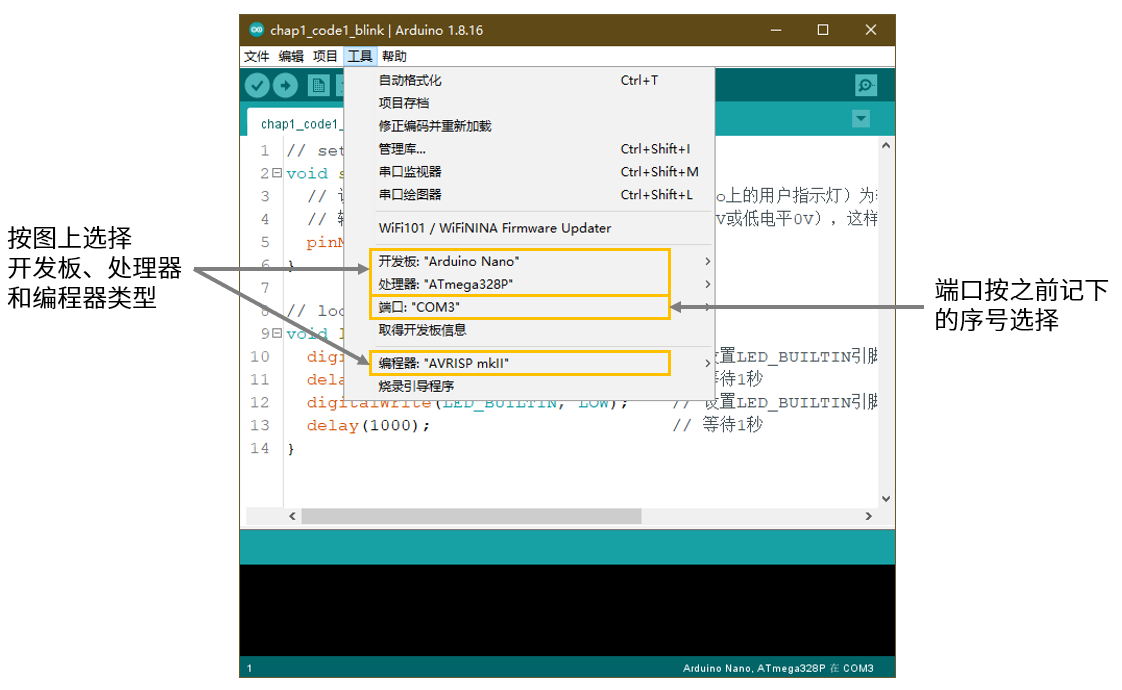 chap1_code1_blink | Arduino 1.8.16
文件 编辑 项目 工具 帮助
自动格式化 Ctrl+T
项目存档
修正编码并重新加载
管理库... Ctrl+Shift+I
串口监视器 Ctrl+Shift+M
串口绘图器 Ctrl+Shift+L
WiFi101 / WiFiNINA Firmware Updater
开发板: "Arduino Nano"
处理器: "ATmega328P"
端口: "COM3"
取得开发板信息
编程器: "AVRISP mkII"
烧录引导程序
按图上选择
开发板、处理器
和编程器类型
端口按之前记下
的序号选择
chap1_code1_
1 // set
2 void s
3 // o上的用户指示灯）为
4 // V或低电平0V），这样
5 pinM
6 }
7
8 // loo
9 void l
10 digi 设置LED_BUILTIN引脚
11 dela 等待1秒
12 digitalWrite(LED_BUILTIN, LOW); // 设置LED_BUILTIN引脚
13 delay(1000); // 等待1秒
14 }
1 Arduino Nano, ATmega328P 在 COM3